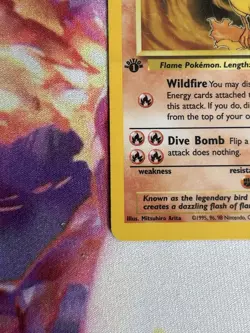 Flame Pokémon. Length
Wildfire You may dis
Energy cards attached
this attack. If you do, di
from the top of your o
Dive Bomb Flip a
attack does nothing.
weakness
resist
Known as the legendary bird
creates a dazzling flash of fla
Illus. Mitsuhiro Arita
©1995, 96, 98 Nintendo, C